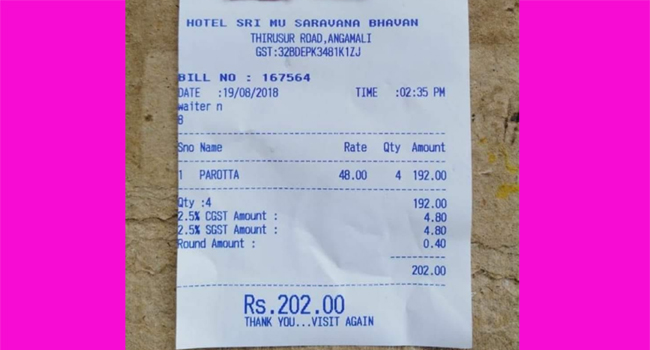 HOTEL SRI MU SARAVANA BHAVAN
THIRUSUR ROAD,ANGAMALI
GST:32BDEPK3481K1ZJ
BILL NO : 167564
DATE :19/08/2018 TIME :02:35 PM
waiter n
8
Sno Name Rate Qty Amount
1 PAROTTA 48.00 4 192.00
Qty :4 192.00
2.5% CGST Amount : 4.80
2.5% SGST Amount : 4.80
Round Amount : 0.40
202.00
Rs.202.00
THANK YOU...VISIT AGAIN